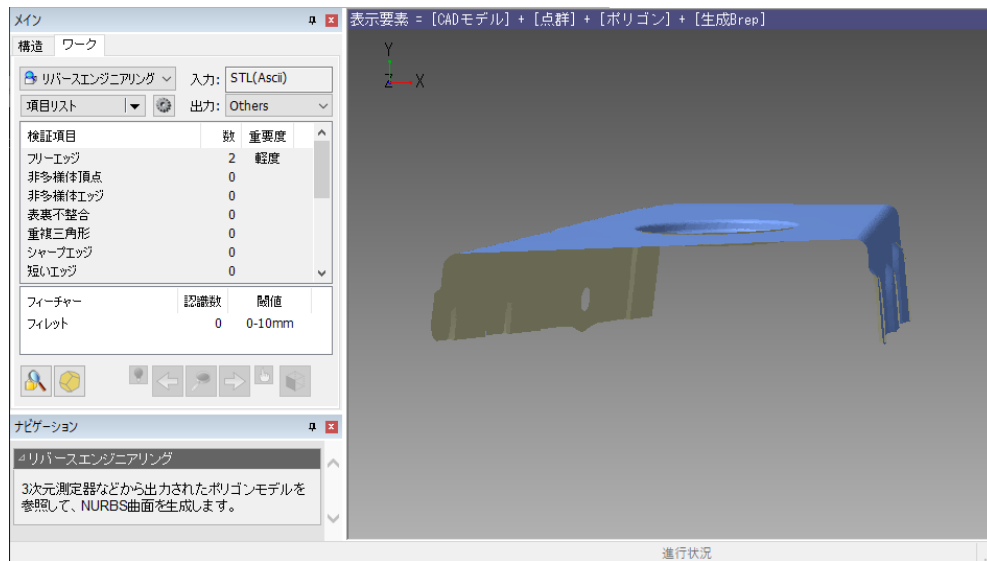 メイン
構造 ワーク
リバースエンジニアリング 入力: STL(Ascii)
項目リスト 出力: Others
検証項目 数 重要度
フリーエッジ 2 軽度
非多様体頂点 0
非多様体エッジ 0
表裏不整合 0
重複三角形 0
シャープエッジ 0
短いエッジ 0
フィーチャー 認識数 閾値
フィレット 0 0-10mm
ナビゲーション
リバースエンジニアリング
3次元測定器などから出力されたポリゴンモデルを
参照して、NURBS曲面を生成します。
表示要素 = [CADモデル] + [点群] + [ポリゴン] + [生成Brep]
Y
Z X
進行状況